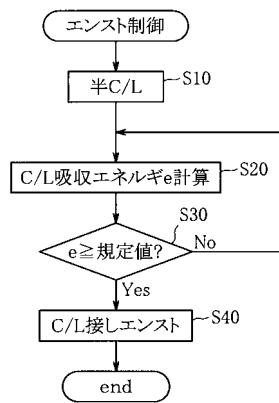 エンスト制御
半C/L
S10
C/L吸収エネルギe計算
S20
S30
e≧規定値?
No
Yes
C/L接しエンスト
S40
end